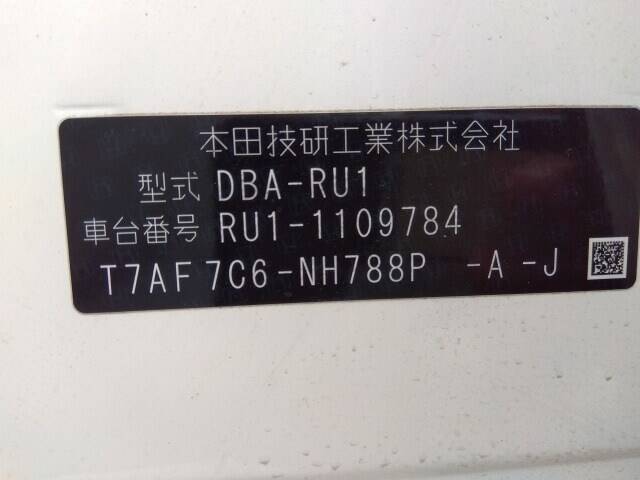 本田技研工業株式会社
型式 DBA-RU1
車台番号 RU1-1109784
T7AF7C6-NH788P -A -J